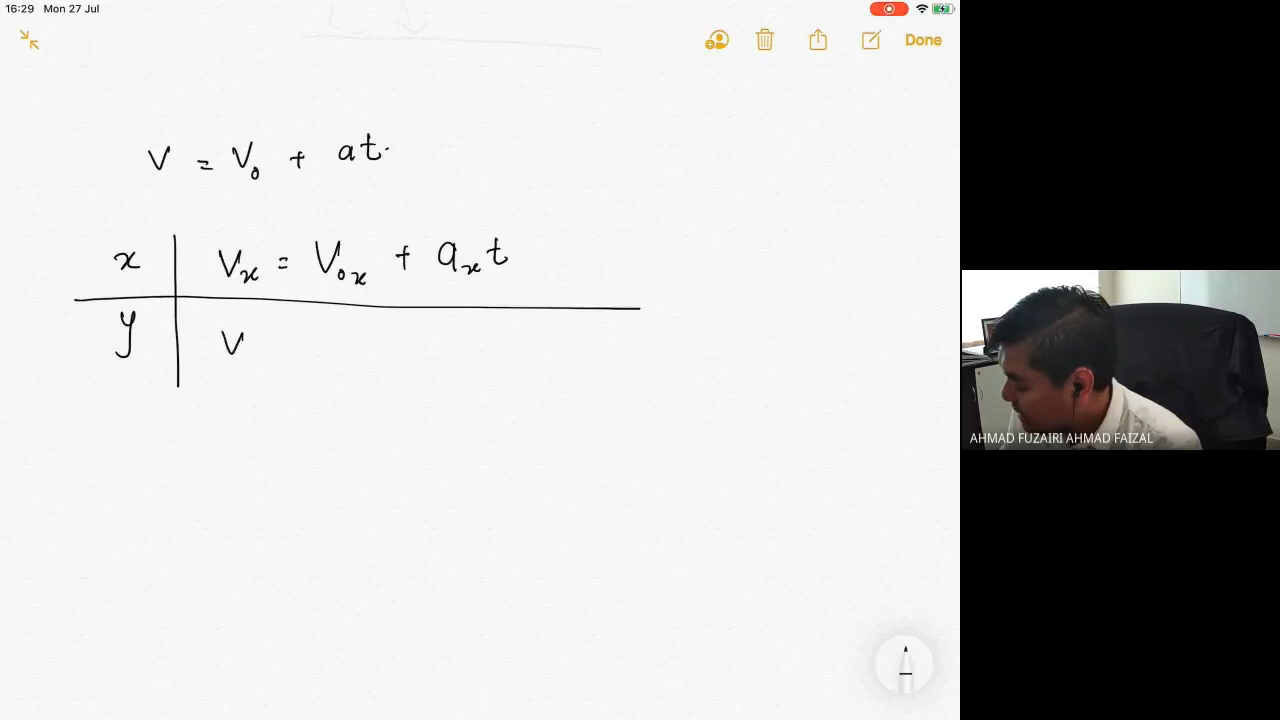 16:29 Mon 27 Jul
Done
v = v₀ + at
x | vₓ = v₀ₓ + aₓt
y | v
AHMAD FUZAIRI AHMAD FAIZAL